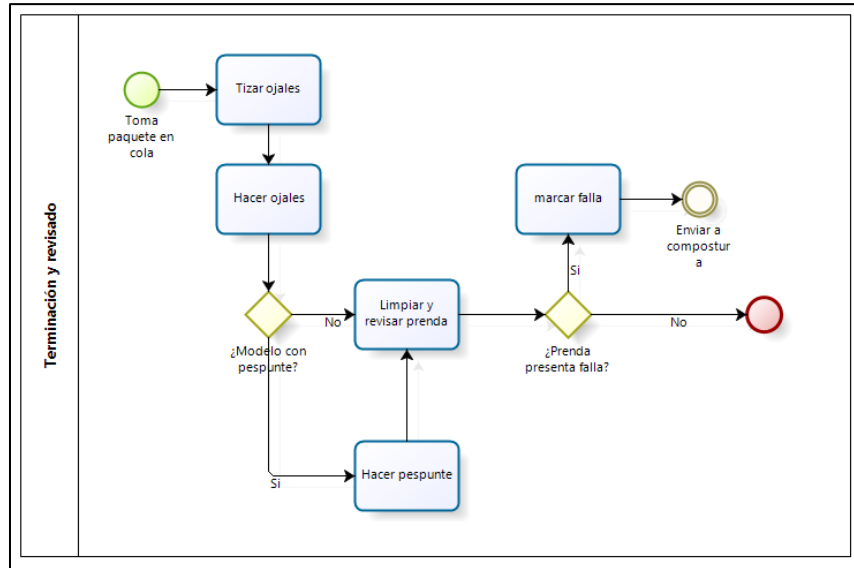 Terminación y revisado
Toma
paquete en
cola
Tizar ojales
Hacer ojales
¿Modelo con
pespunte?
No
Si
Hacer pespunte
Limpiar y
revisar prenda
¿Prenda
presenta falla?
Si
No
marcar falla
Enviar a
compostur
a